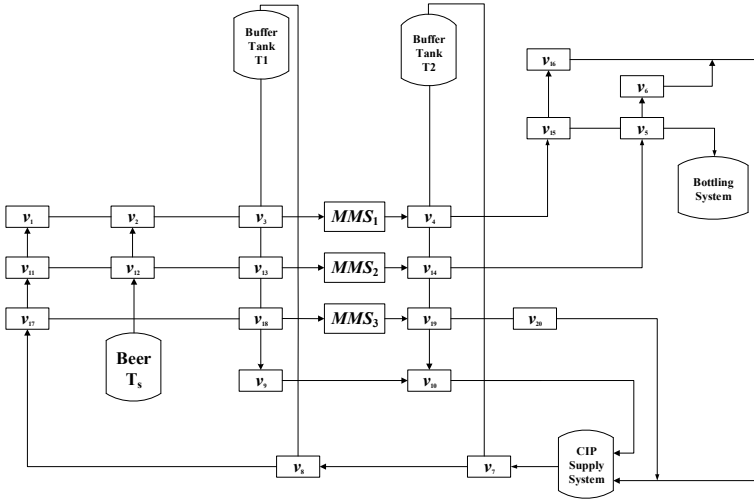 Buffer
Tank
T1
Buffer
Tank
T2
v₁₆
v₆
v₁₅
v₅
Bottling
System
v₁
v₂
v₃
MMS₁
v₄
v₁₁
v₁₂
v₁₃
MMS₂
v₁₄
v₁₇
v₁₈
MMS₃
v₁₉
v₂₀
Beer
Tₛ
v₉
v₁₀
v₈
v₇
CIP
Supply
System